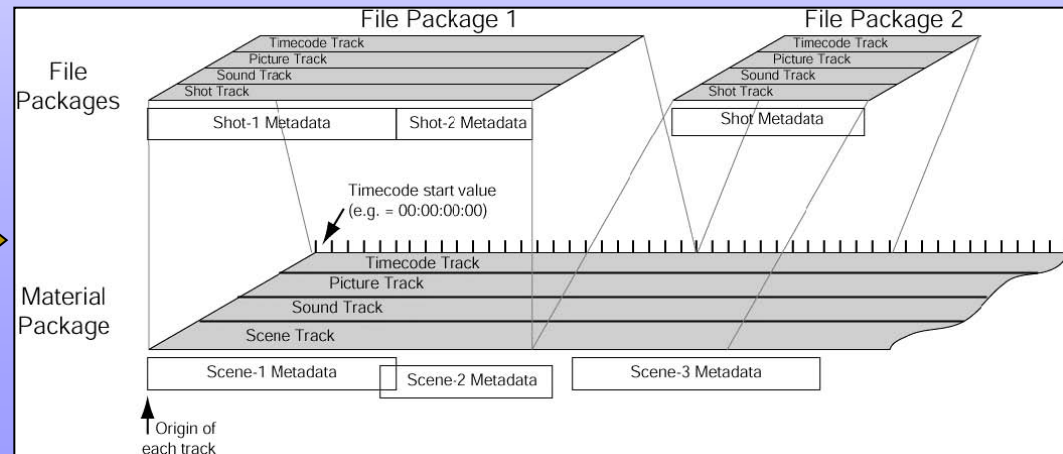 File Package 1
File Package 2
File
Packages
Timecode Track
Picture Track
Sound Track
Shot Track
Timecode Track
Picture Track
Sound Track
Shot Track
Shot-1 Metadata
Shot-2 Metadata
Shot Metadata
Timecode start value
(e.g. = 00:00:00:00)
Material
Package
Timecode Track
Picture Track
Sound Track
Scene Track
Scene-1 Metadata
Scene-2 Metadata
Scene-3 Metadata
Origin of
each track